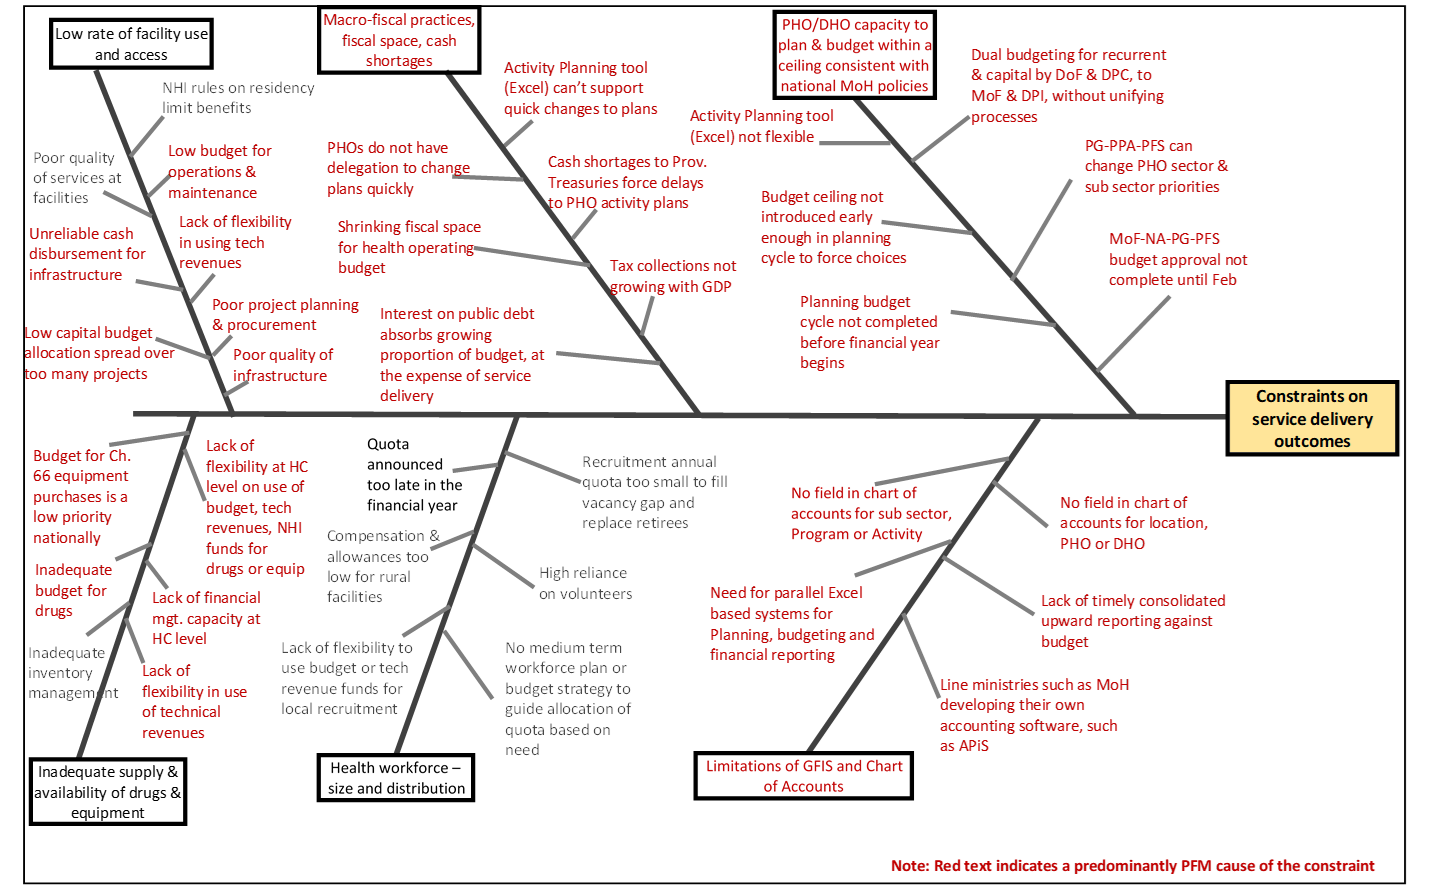 Low rate of facility use
and access
NHI rules on residency
limit benefits
Poor quality
of services at
facilities
Low budget for
operations &
maintenance
Unreliable cash
disbursement for
infrastructure
Lack of flexibility
in using tech
revenues
Low capital budget
allocation spread over
too many projects
Poor project planning
& procurement
Poor quality of
infrastructure
Macro-fiscal practices,
fiscal space, cash
shortages
Activity Planning tool
(Excel) can't support
quick changes to plans
PHOs do not have
delegation to change
plans quickly
Cash shortages to Prov.
Treasuries force delays
to PHO activity plans
Shrinking fiscal space
for health operating
budget
Tax collections not
growing with GDP
Interest on public debt
absorbs growing
proportion of budget, at
the expense of service
delivery
PHO/DHO capacity to
plan & budget within a
ceiling consistent with
national MoH policies
Dual budgeting for recurrent
& capital by DoF & DPC, to
MoF & DPI, without unifying
processes
Activity Planning tool
(Excel) not flexible
PG-PPA-PFS can
change PHO sector &
sub sector priorities
Budget ceiling not
introduced early
enough in planning
cycle to force choices
MoF-NA-PG-PFS
budget approval not
complete until Feb
Planning budget
cycle not completed
before financial year
begins
Constraints on
service delivery
outcomes
Budget for Ch.
66 equipment
purchases is a
low priority
nationally
Lack of
flexibility at HC
level on use of
budget, tech
revenues, NHI
funds for
drugs or equip
Inadequate
budget for
drugs
Lack of financial
mgt. capacity at
HC level
Inadequate
inventory
management
Lack of
flexibility in use
of technical
revenues
Inadequate supply &
availability of drugs &
equipment
Quota
announced
too late in the
financial year
Recruitment annual
quota too small to fill
vacancy gap and
replace retirees
Compensation &
allowances too
low for rural
facilities
High reliance
on volunteers
Lack of flexibility to
use budget or tech
revenue funds for
local recruitment
No medium term
workforce plan or
budget strategy to
guide allocation of
quota based on
need
Health workforce –
size and distribution
No field in chart of
accounts for sub sector,
Program or Activity
No field in chart of
accounts for location,
PHO or DHO
Need for parallel Excel
based systems for
Planning, budgeting and
financial reporting
Lack of timely consolidated
upward reporting against
budget
Line ministries such as MoH
developing their own
accounting software, such
as APiS
Limitations of GFIS and Chart
of Accounts
Note: Red text indicates a predominantly PFM cause of the constraint